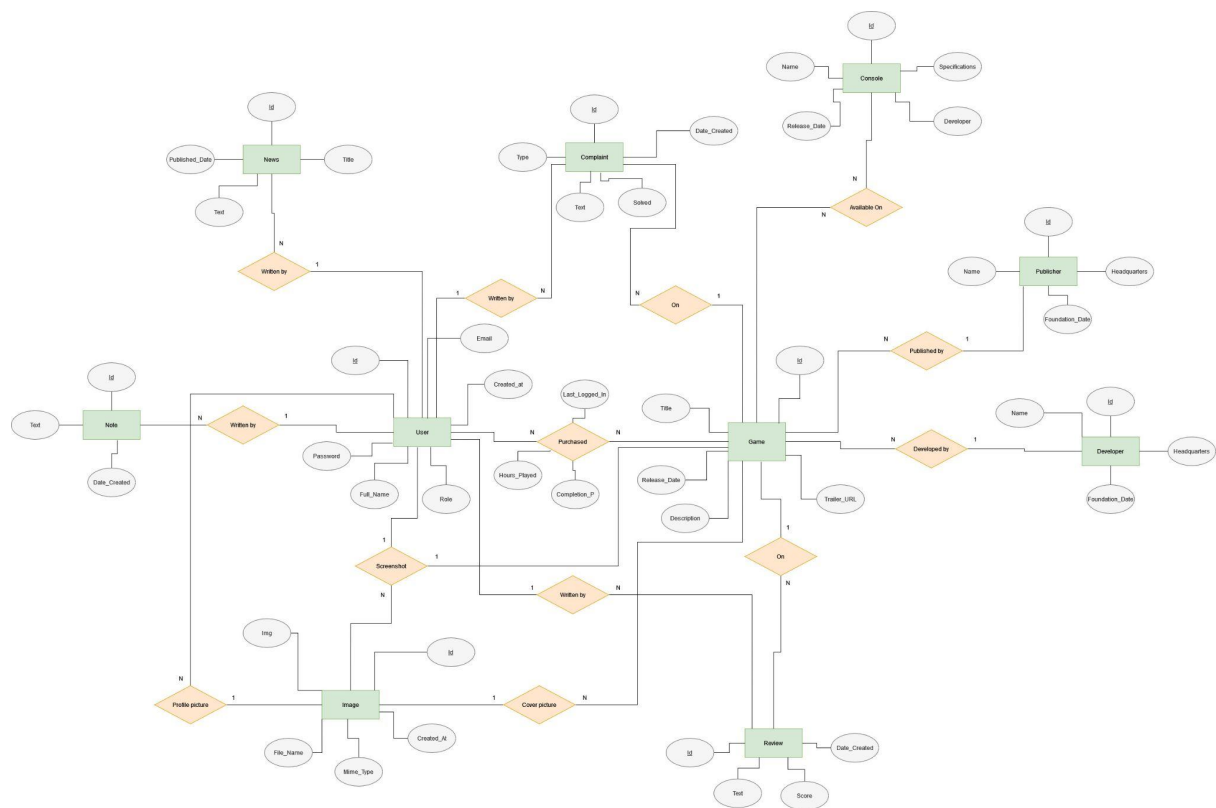 Id
Name
Specifications
Console
Release_Date
Developer
N
Available On
N
Id
Published_Date
News
Title
Text
N
Written by
1
Id
Date_Created
Type
Complaint
Text
Solved
1
Written by
N
N
On
1
Id
Name
Publisher
Headquarters
Foundation_Date
N
Published by
1
Id
Text
Note
Date_Created
N
Written by
1
Id
Email
Created_at
User
Password
Full_Name
Role
Last_Logged_In
N
Purchased
N
Hours_Played
Completion_P
Id
Title
Game
Release_Date
Description
Trailer_URL
N
Developed by
1
Id
Name
Developer
Headquarters
Foundation_Date
1
Screenshot
1
N
1
On
N
1
Written by
N
Img
Id
N
Profile picture
1
Image
1
Cover picture
N
File_Name
Mime_Type
Created_At
Id
Review
Date_Created
Text
Score